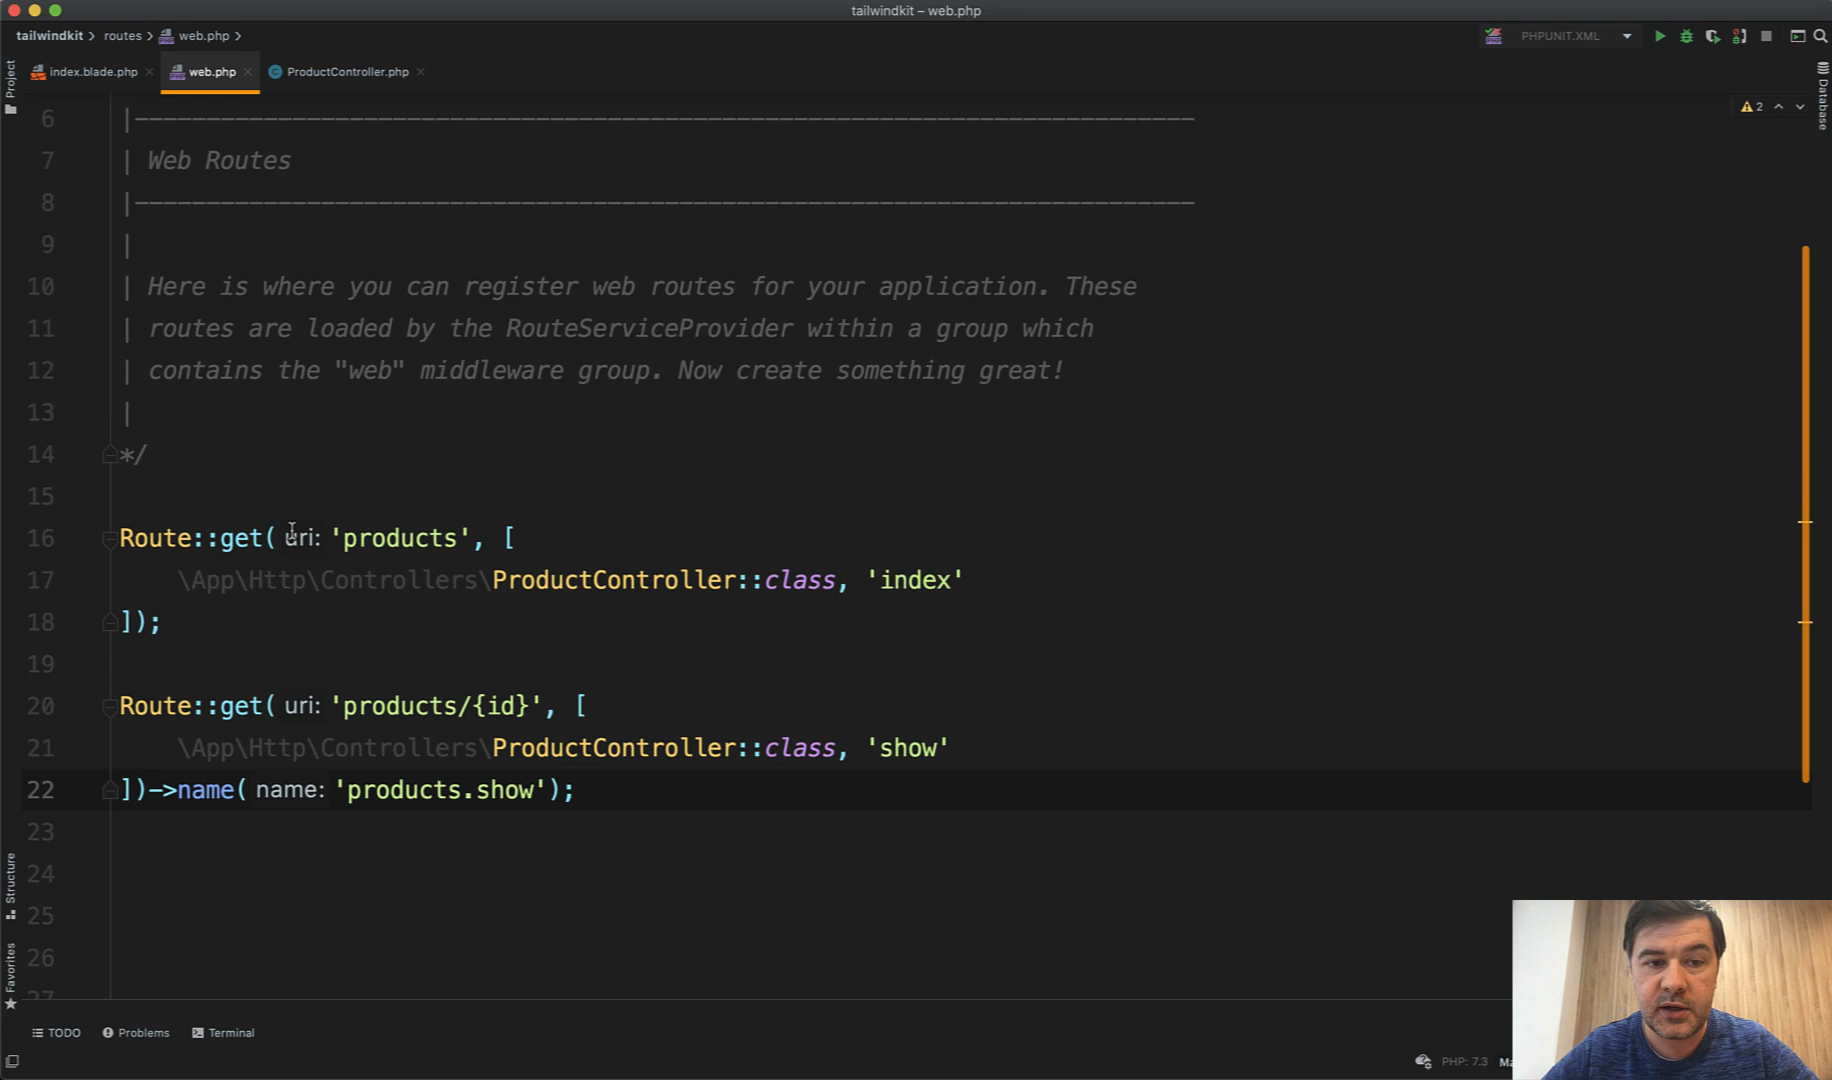 tailwindkit – web.php
tailwindkit routes web.php
PHPUNIT.XML
index.blade.php web.php ProductController.php
Project
Database
2
6 |--------------------------------------------------------------------------
7 | Web Routes
8 |--------------------------------------------------------------------------
9 |
10 | Here is where you can register web routes for your application. These
11 | routes are loaded by the RouteServiceProvider within a group which
12 | contains the "web" middleware group. Now create something great!
13 |
14 */
15
16 Route::get( uri: 'products', [
17 \App\Http\Controllers\ProductController::class, 'index'
18 ]);
19
20 Route::get( uri: 'products/{id}', [
21 \App\Http\Controllers\ProductController::class, 'show'
22 ])->name( name: 'products.show');
23
24
25
26
27
Structure
Favorites
TODO Problems Terminal
PHP: 7.3